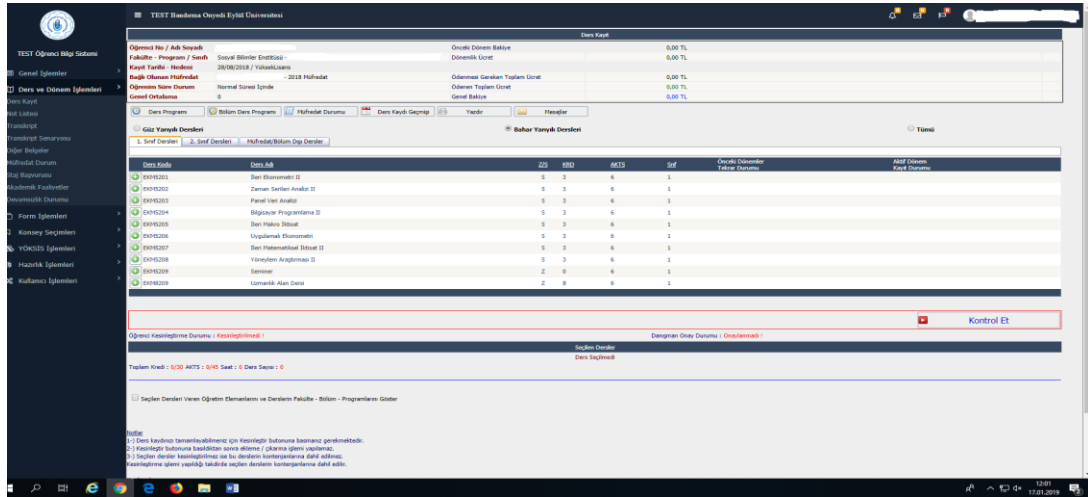 TEST Bandırma Onyedi Eylül Üniversitesi
TEST Öğrenci Bilgi Sistemi
Genel İşlemler
Ders ve Dönem İşlemleri
Ders Kayıt
Not Listesi
Transkript
Transkript Senaryosu
Diğer Belgeler
Müfredat Durum
Staj Başvurusu
Akademik Faaliyetler
Devamsızlık Durumu
Form İşlemleri
Konsey Seçimleri
YÖKSİS İşlemleri
Hazırlık İşlemleri
Kullanıcı İşlemleri
Ders Kayıt
Öğrenci No / Adı Soyadı Önceki Dönem Bakiye 0,00 TL
Fakülte - Program / Sınıfı Sosyal Bilimler Enstitüsü - Dönemlik Ücret 0,00 TL
Kayıt Tarihi - Nedeni 28/08/2018 / YüksekLisans
Bağlı Olunan Müfredat - 2018 Müfredat Ödenmesi Gereken Toplam Ücret 0,00 TL
Öğrenim Süre Durum Normal Süresi İçinde Ödenen Toplam Ücret 0,00 TL
Genel Ortalama 0 Genel Bakiye 0,00 TL
Ders Programı Bölüm Ders Programı Müfredat Durumu Ders Kaydı Geçmişi Yazdır Mesajlar
Güz Yarıyılı Dersleri Bahar Yarıyılı Dersleri Tümü
1. Sınıf Dersleri 2. Sınıf Dersleri Müfredat/Bölüm Dışı Dersler
Ders Kodu Ders Adı Z/S KRD AKTS Snf Önceki Dönemler Tekrar Durumu Aktif Dönem Kayıt Durumu
EKM5201 İleri Ekonometri II S 3 6 1
EKM5202 Zaman Serileri Analizi II S 3 6 1
EKM5203 Panel Veri Analizi S 3 6 1
EKM5204 Bilgisayar Programlama II S 3 6 1
EKM5205 İleri Makro İktisat S 3 6 1
EKM5206 Uygulamalı Ekonometri S 3 6 1
EKM5207 İleri Matematiksel İktisat II S 3 6 1
EKM5208 Yöneylem Araştırması II S 3 6 1
EKM5209 Seminer Z 0 6 1
EKM8209 Uzmanlık Alan Dersi Z 8 6 1
Kontrol Et
Öğrenci Kesinleştirme Durumu : Kesinleştirilmedi ! Danışman Onay Durumu : Onaylanmadı !
Seçilen Dersler
Ders Seçilmedi
Toplam Kredi : 0/30 AKTS : 0/45 Saat : 0 Ders Sayısı : 0
Seçilen Dersleri Veren Öğretim Elemanlarını ve Derslerin Fakülte - Bölüm - Programlarını Göster
Notlar
1-) Ders kaydınızı tamamlayabilmeniz için Kesinleştir butonuna basmanız gerekmektedir.
2-) Kesinleştir butonuna basıldıktan sonra ekleme / çıkarma işlemi yapılamaz.
3-) Seçilen dersler kesinleştirilmez ise bu derslerin kontenjanlarına dahil edilmez.
Kesinleştirme işlemi yapıldığı takdirde seçilen derslerin kontenjanlarına dahil edilir.
12:01
17.01.2019